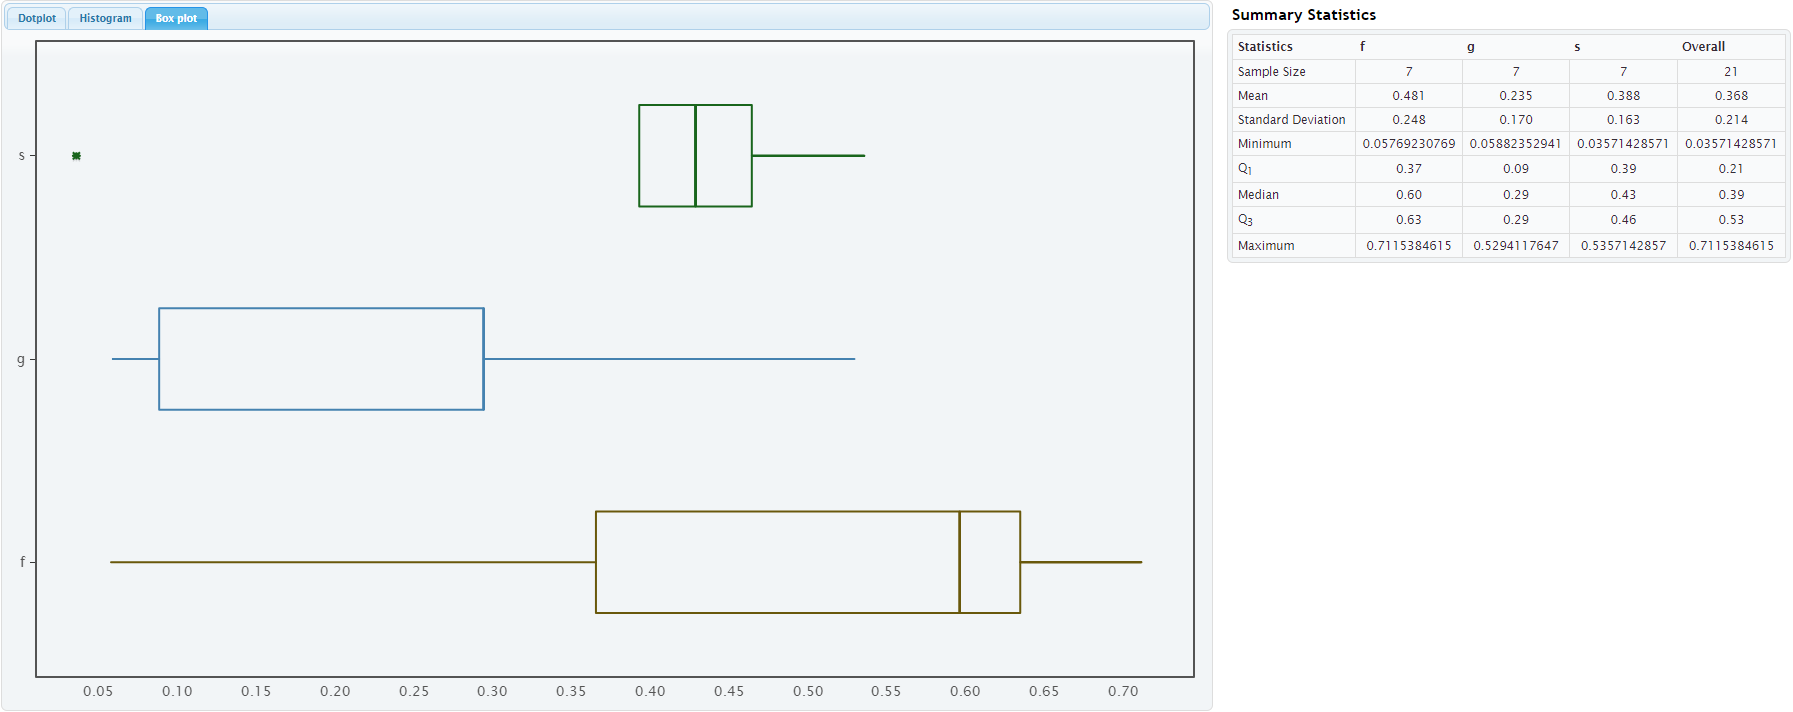 Dotplot Histogram Box plot
s
g
f
0.05 0.10 0.15 0.20 0.25 0.30 0.35 0.40 0.45 0.50 0.55 0.60 0.65 0.70
Summary Statistics
Statistics f g s Overall
Sample Size 7 7 7 21
Mean 0.481 0.235 0.388 0.368
Standard Deviation 0.248 0.170 0.163 0.214
Minimum 0.05769230769 0.05882352941 0.03571428571 0.03571428571
Q1 0.37 0.09 0.39 0.21
Median 0.60 0.29 0.43 0.39
Q3 0.63 0.29 0.46 0.53
Maximum 0.7115384615 0.5294117647 0.5357142857 0.7115384615